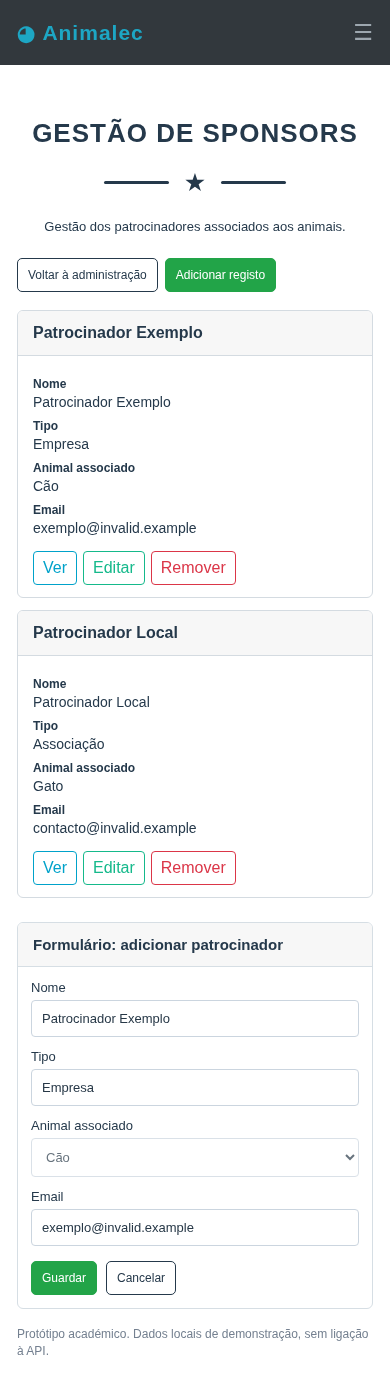 Animalec
GESTÃO DE SPONSORS
Gestão dos patrocinadores associados aos animais.
Voltar à administração
Adicionar registo
Patrocinador Exemplo
Nome
Patrocinador Exemplo
Tipo
Empresa
Animal associado
Cão
Email
exemplo@invalid.example
Ver
Editar
Remover
Patrocinador Local
Nome
Patrocinador Local
Tipo
Associação
Animal associado
Gato
Email
contacto@invalid.example
Ver
Editar
Remover
Formulário: adicionar patrocinador
Nome
Patrocinador Exemplo
Tipo
Empresa
Animal associado
Cão
Email
exemplo@invalid.example
Guardar
Cancelar
Protótipo académico. Dados locais de demonstração, sem ligação
à API.